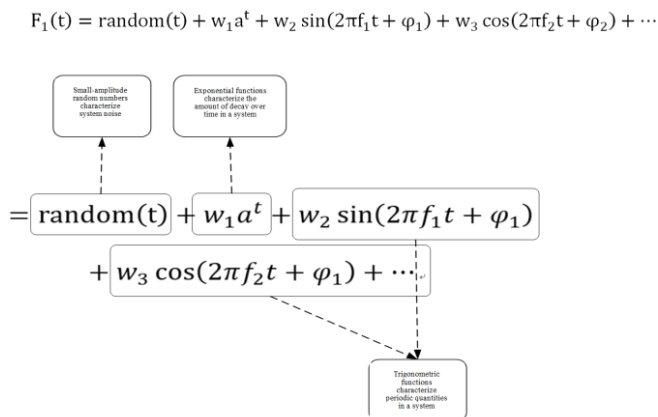 F₁(t) = random(t) + w₁aᵗ + w₂ sin(2πf₁t + φ₁) + w₃ cos(2πf₂t + φ₂) + ⋯
Small-amplitude
random numbers
characterize
system noise
Exponential functions
characterize the
amount of decay over
time in a system
= random(t) + w₁aᵗ + w₂ sin(2πf₁t + φ₁)
+ w₃ cos(2πf₂t + φ₁) + ⋯
Trigonometric
functions
characterize
periodic quantities
in a system